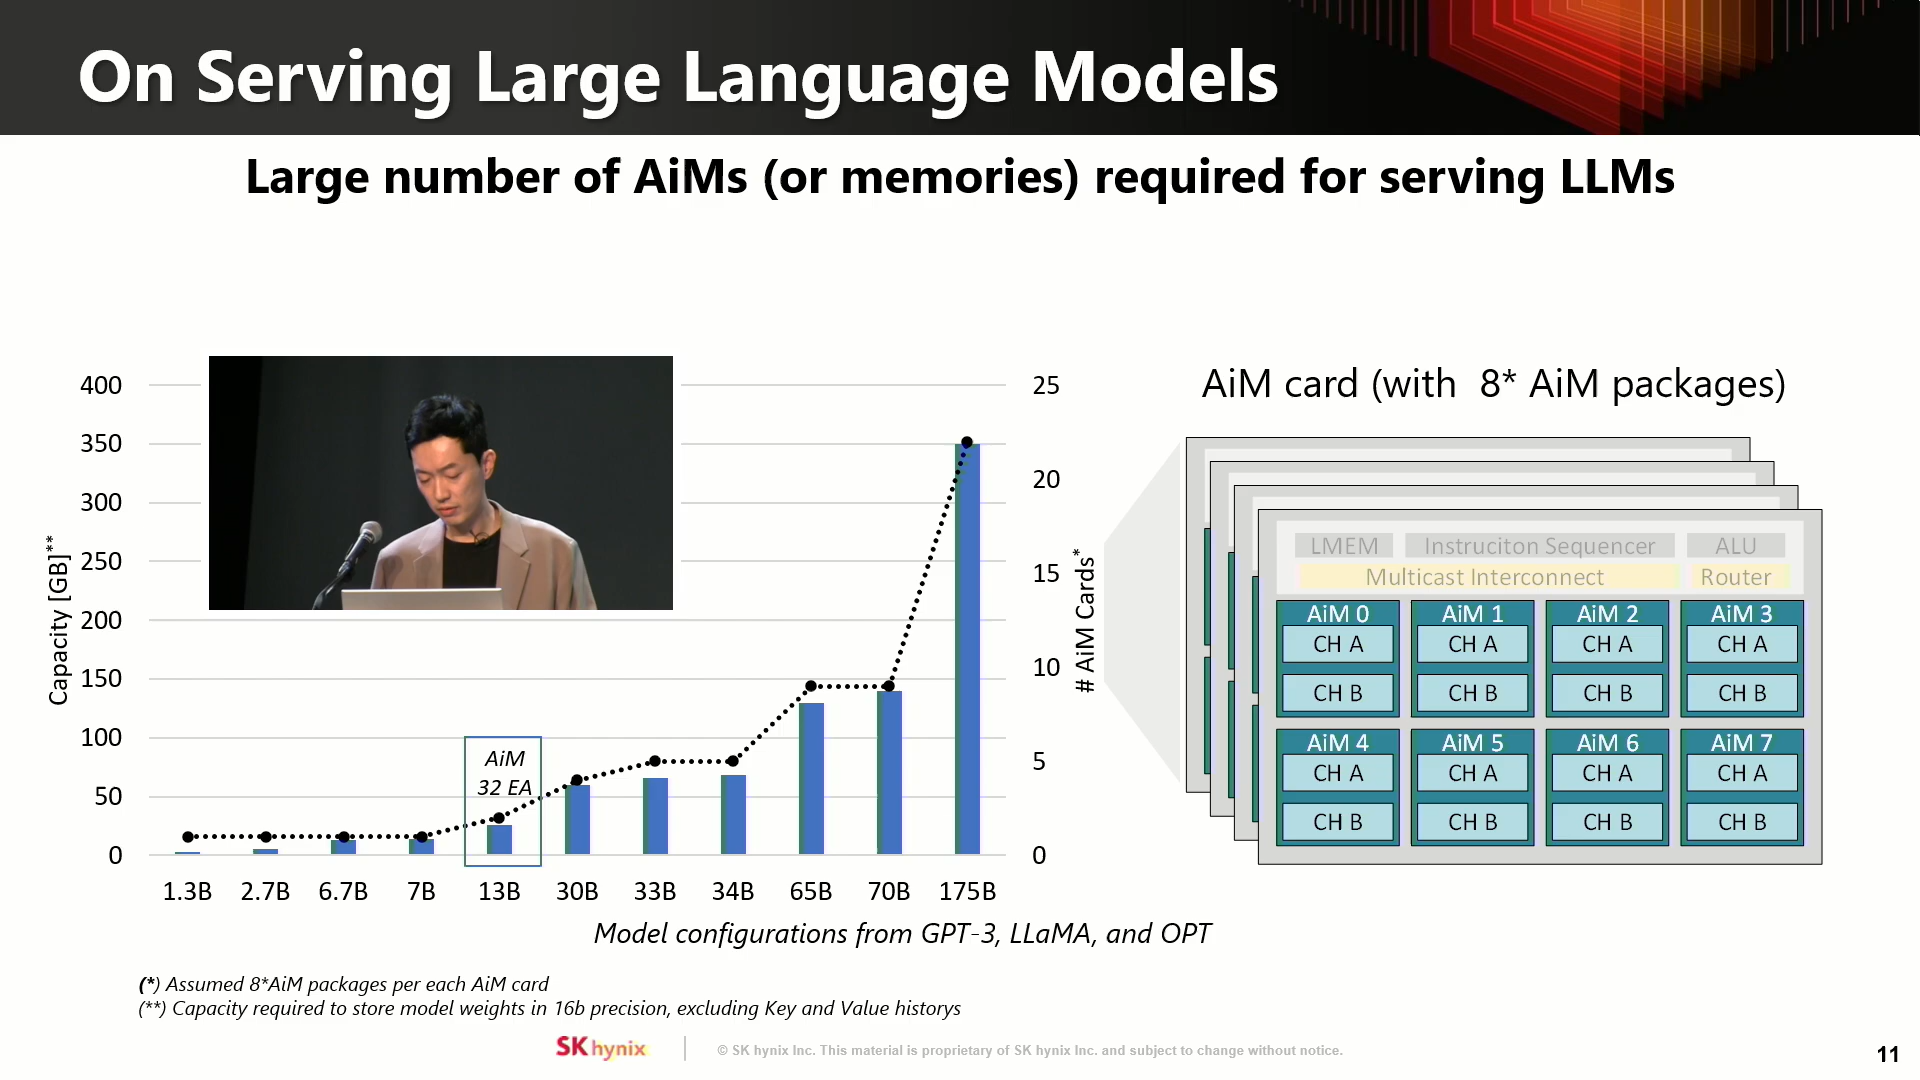 On Serving Large Language Models
Large number of AiMs (or memories) required for serving LLMs
400
350
300
250
200
150
100
50
0
Capacity [GB]**
25
20
15
10
5
0
# AiM Cards*
AiM
32 EA
1.3B 2.7B 6.7B 7B 13B 30B 33B 34B 65B 70B 175B
Model configurations from GPT-3, LLaMA, and OPT
AiM card (with 8* AiM packages)
LMEM Instruciton Sequencer ALU
Multicast Interconnect Router
AiM 0 AiM 1 AiM 2 AiM 3
CH A CH A CH A CH A
CH B CH B CH B CH B
AiM 4 AiM 5 AiM 6 AiM 7
CH A CH A CH A CH A
CH B CH B CH B CH B
(*) Assumed 8*AiM packages per each AiM card
(**) Capacity required to store model weights in 16b precision, excluding Key and Value historys
SK hynix
© SK hynix Inc. This material is proprietary of SK hynix Inc. and subject to change without notice.
11